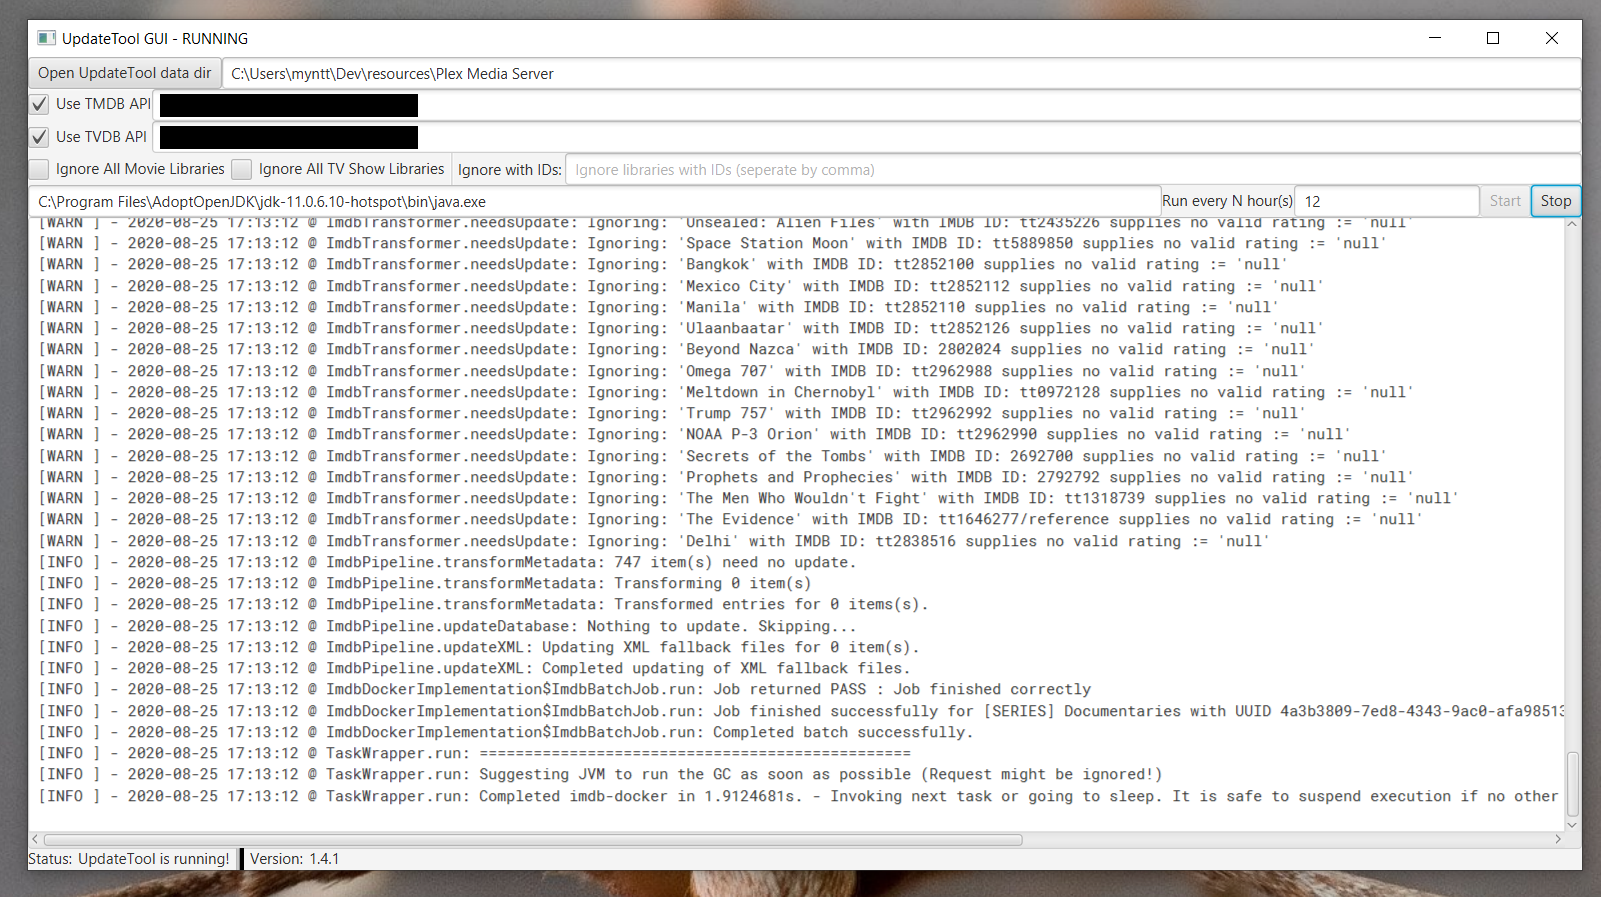 UpdateTool GUI - RUNNING
Open UpdateTool data dir C:\Users\myntt\Dev\resources\Plex Media Server
Use TMDB API
Use TVDB API
Ignore All Movie Libraries Ignore All TV Show Libraries Ignore with IDs: Ignore libraries with IDs (seperate by comma)
C:\Program Files\AdoptOpenJDK\jdk-11.0.6.10-hotspot\bin\java.exe Run every N hour(s) 12 Start Stop
[WARN ] - 2020-08-25 17:13:12 @ ImdbTransformer.needsUpdate: Ignoring: 'Unsealed: Alien Files' with IMDB ID: tt2435226 supplies no valid rating := 'null'
[WARN ] - 2020-08-25 17:13:12 @ ImdbTransformer.needsUpdate: Ignoring: 'Space Station Moon' with IMDB ID: tt5889850 supplies no valid rating := 'null'
[WARN ] - 2020-08-25 17:13:12 @ ImdbTransformer.needsUpdate: Ignoring: 'Bangkok' with IMDB ID: tt2852100 supplies no valid rating := 'null'
[WARN ] - 2020-08-25 17:13:12 @ ImdbTransformer.needsUpdate: Ignoring: 'Mexico City' with IMDB ID: tt2852112 supplies no valid rating := 'null'
[WARN ] - 2020-08-25 17:13:12 @ ImdbTransformer.needsUpdate: Ignoring: 'Manila' with IMDB ID: tt2852110 supplies no valid rating := 'null'
[WARN ] - 2020-08-25 17:13:12 @ ImdbTransformer.needsUpdate: Ignoring: 'Ulaanbaatar' with IMDB ID: tt2852126 supplies no valid rating := 'null'
[WARN ] - 2020-08-25 17:13:12 @ ImdbTransformer.needsUpdate: Ignoring: 'Beyond Nazca' with IMDB ID: 2802024 supplies no valid rating := 'null'
[WARN ] - 2020-08-25 17:13:12 @ ImdbTransformer.needsUpdate: Ignoring: 'Omega 707' with IMDB ID: tt2962988 supplies no valid rating := 'null'
[WARN ] - 2020-08-25 17:13:12 @ ImdbTransformer.needsUpdate: Ignoring: 'Meltdown in Chernobyl' with IMDB ID: tt0972128 supplies no valid rating := 'null'
[WARN ] - 2020-08-25 17:13:12 @ ImdbTransformer.needsUpdate: Ignoring: 'Trump 757' with IMDB ID: tt2962992 supplies no valid rating := 'null'
[WARN ] - 2020-08-25 17:13:12 @ ImdbTransformer.needsUpdate: Ignoring: 'NOAA P-3 Orion' with IMDB ID: tt2962990 supplies no valid rating := 'null'
[WARN ] - 2020-08-25 17:13:12 @ ImdbTransformer.needsUpdate: Ignoring: 'Secrets of the Tombs' with IMDB ID: 2692700 supplies no valid rating := 'null'
[WARN ] - 2020-08-25 17:13:12 @ ImdbTransformer.needsUpdate: Ignoring: 'Prophets and Prophecies' with IMDB ID: 2792792 supplies no valid rating := 'null'
[WARN ] - 2020-08-25 17:13:12 @ ImdbTransformer.needsUpdate: Ignoring: 'The Men Who Wouldn't Fight' with IMDB ID: tt1318739 supplies no valid rating := 'null'
[WARN ] - 2020-08-25 17:13:12 @ ImdbTransformer.needsUpdate: Ignoring: 'The Evidence' with IMDB ID: tt1646277/reference supplies no valid rating := 'null'
[WARN ] - 2020-08-25 17:13:12 @ ImdbTransformer.needsUpdate: Ignoring: 'Delhi' with IMDB ID: tt2838516 supplies no valid rating := 'null'
[INFO ] - 2020-08-25 17:13:12 @ ImdbPipeline.transformMetadata: 747 item(s) need no update.
[INFO ] - 2020-08-25 17:13:12 @ ImdbPipeline.transformMetadata: Transforming 0 item(s)
[INFO ] - 2020-08-25 17:13:12 @ ImdbPipeline.transformMetadata: Transformed entries for 0 items(s).
[INFO ] - 2020-08-25 17:13:12 @ ImdbPipeline.updateDatabase: Nothing to update. Skipping...
[INFO ] - 2020-08-25 17:13:12 @ ImdbPipeline.updateXML: Updating XML fallback files for 0 item(s).
[INFO ] - 2020-08-25 17:13:12 @ ImdbPipeline.updateXML: Completed updating of XML fallback files.
[INFO ] - 2020-08-25 17:13:12 @ ImdbDockerImplementation$ImdbBatchJob.run: Job returned PASS : Job finished correctly
[INFO ] - 2020-08-25 17:13:12 @ ImdbDockerImplementation$ImdbBatchJob.run: Job finished successfully for [SERIES] Documentaries with UUID 4a3b3809-7ed8-4343-9ac0-afa98513
[INFO ] - 2020-08-25 17:13:12 @ ImdbDockerImplementation$ImdbBatchJob.run: Completed batch successfully.
[INFO ] - 2020-08-25 17:13:12 @ TaskWrapper.run: ================================================
[INFO ] - 2020-08-25 17:13:12 @ TaskWrapper.run: Suggesting JVM to run the GC as soon as possible (Request might be ignored!)
[INFO ] - 2020-08-25 17:13:12 @ TaskWrapper.run: Completed imdb-docker in 1.9124681s. - Invoking next task or going to sleep. It is safe to suspend execution if no other
Status: UpdateTool is running! Version: 1.4.1